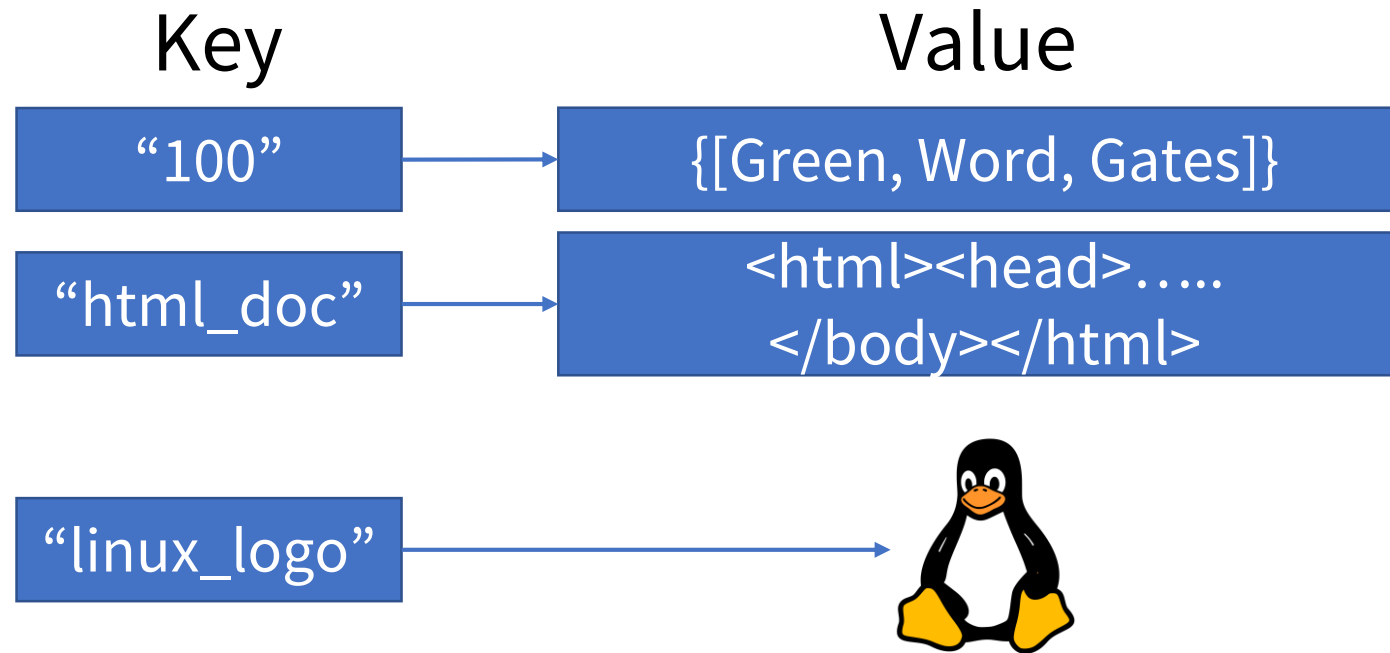 Key
Value
“100”
{[Green, Word, Gates]}
“html_doc”
<html><head>…..
</body></html>
“linux_logo”